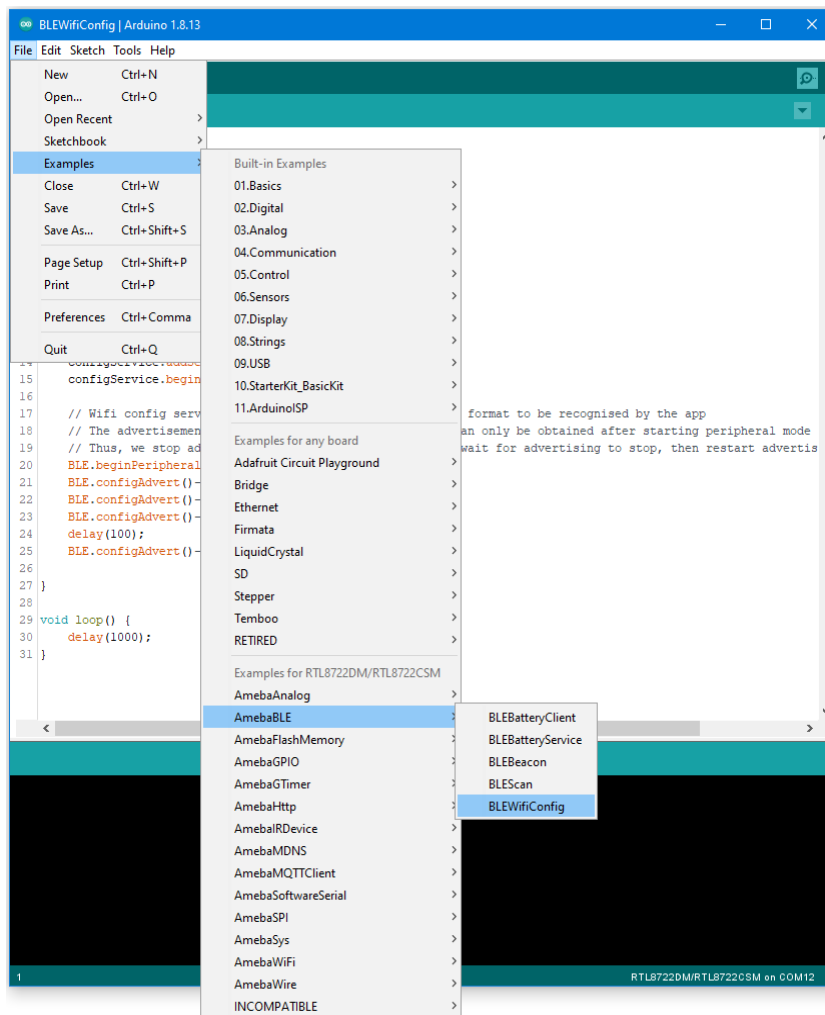 BLEWifiConfig | Arduino 1.8.13
File Edit Sketch Tools Help
New Ctrl+N
Open... Ctrl+O
Open Recent
Sketchbook
Examples
Close Ctrl+W
Save Ctrl+S
Save As... Ctrl+Shift+S
Page Setup Ctrl+Shift+P
Print Ctrl+P
Preferences Ctrl+Comma
Quit Ctrl+Q
Built-in Examples
01.Basics
02.Digital
03.Analog
04.Communication
05.Control
06.Sensors
07.Display
08.Strings
09.USB
10.StarterKit_BasicKit
11.ArduinoISP
Examples for any board
Adafruit Circuit Playground
Bridge
Ethernet
Firmata
LiquidCrystal
SD
Stepper
Temboo
RETIRED
Examples for RTL8722DM/RTL8722CSM
AmebaAnalog
AmebaBLE
AmebaFlashMemory
AmebaGPIO
AmebaGTimer
AmebaHttp
AmebaIRDevice
AmebaMDNS
AmebaMQTTClient
AmebaSoftwareSerial
AmebaSPI
AmebaSys
AmebaWiFi
AmebaWire
INCOMPATIBLE
BLEBatteryClient
BLEBatteryService
BLEBeacon
BLEScan
BLEWifiConfig
15 configService.begin
16
17 // Wifi config serv format to be recognised by the app
18 // The advertisemen an only be obtained after starting peripheral mode
19 // Thus, we stop ad wait for advertising to stop, then restart advertis
20 BLE.beginPeripheral
21 BLE.configAdvert()-
22 BLE.configAdvert()-
23 BLE.configAdvert()-
24 delay(100);
25 BLE.configAdvert()-
26
27 }
28
29 void loop() {
30 delay(1000);
31 }
1 RTL8722DM/RTL8722CSM on COM12